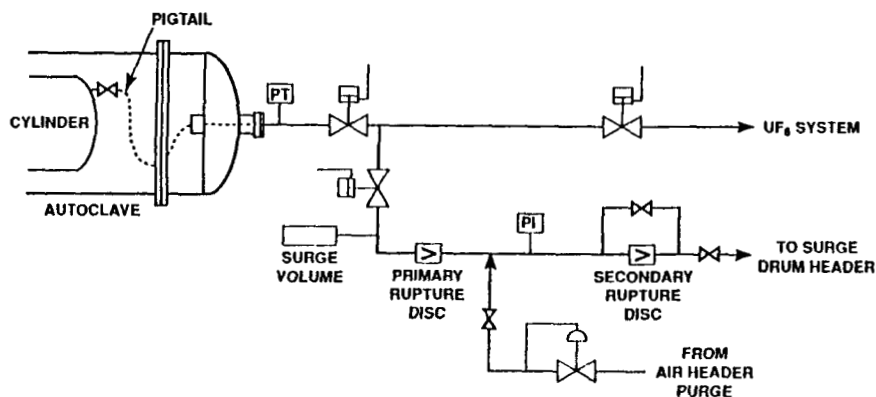 PIGTAIL
PT
CYLINDER
UF₆ SYSTEM
AUTOCLAVE
PI
SURGE
VOLUME
PRIMARY
RUPTURE
DISC
SECONDARY
RUPTURE
DISC
TO SURGE
DRUM HEADER
FROM
AIR HEADER
PURGE